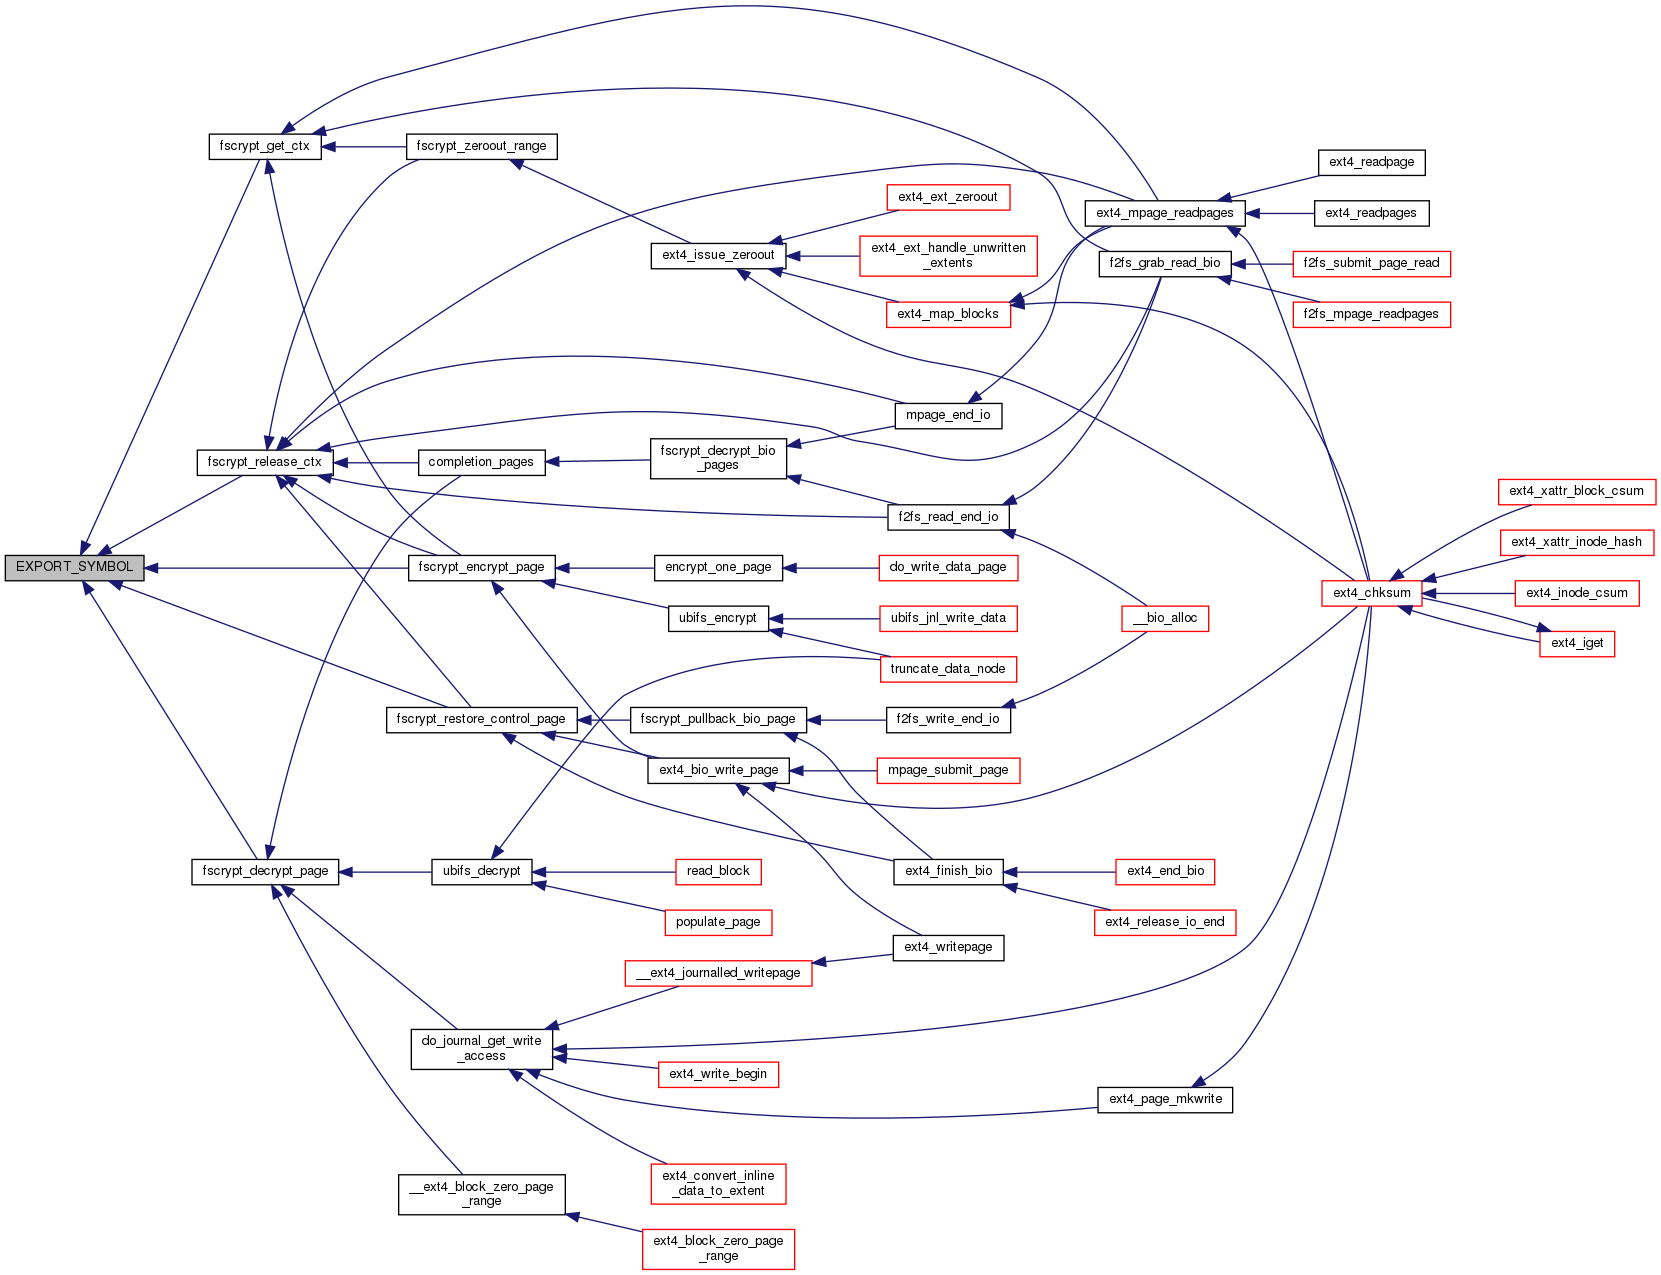 EXPORT_SYMBOL
fscrypt_get_ctx
fscrypt_release_ctx
fscrypt_decrypt_page
fscrypt_zeroout_range
completion_pages
fscrypt_encrypt_page
fscrypt_restore_control_page
ubifs_decrypt
do_journal_get_write
_access
__ext4_block_zero_page
_range
ext4_issue_zeroout
fscrypt_decrypt_bio
_pages
encrypt_one_page
ubifs_encrypt
fscrypt_pullback_bio_page
ext4_bio_write_page
read_block
populate_page
__ext4_journalled_writepage
ext4_write_begin
ext4_convert_inline
_data_to_extent
ext4_block_zero_page
_range
ext4_ext_zeroout
ext4_ext_handle_unwritten
_extents
ext4_map_blocks
mpage_end_io
f2fs_read_end_io
do_write_data_page
ubifs_jnl_write_data
truncate_data_node
f2fs_write_end_io
mpage_submit_page
ext4_finish_bio
ext4_writepage
ext4_mpage_readpages
f2fs_grab_read_bio
__bio_alloc
ext4_end_bio
ext4_release_io_end
ext4_page_mkwrite
ext4_readpage
ext4_readpages
f2fs_submit_page_read
f2fs_mpage_readpages
ext4_chksum
ext4_xattr_block_csum
ext4_xattr_inode_hash
ext4_inode_csum
ext4_iget